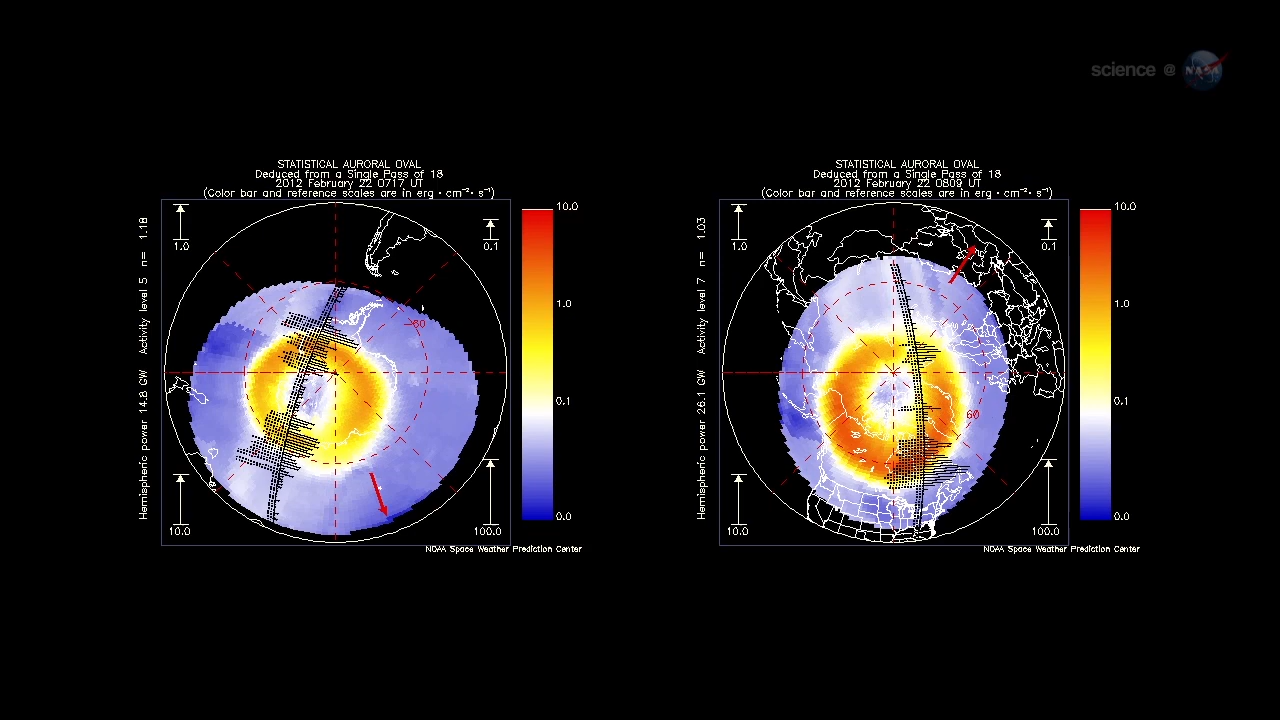 science @ NASA
STATISTICAL AURORAL OVAL
Deduced from a Single Pass of 18
2012 February 22 0717 UT
(Color bar and reference scales are in erg · cm⁻² · s⁻¹)
1.0
0.1
10.0
1.0
0.1
0.0
-60
10.0
100.0
Hemispheric power 14.8 GW Activity level 5 n= 1.18
NOAA Space Weather Prediction Center
STATISTICAL AURORAL OVAL
Deduced from a Single Pass of 18
2012 February 22 0809 UT
(Color bar and reference scales are in erg · cm⁻² · s⁻¹)
1.0
0.1
10.0
1.0
0.1
0.0
60
10.0
100.0
Hemispheric power 26.1 GW Activity level 7 n= 1.03
NOAA Space Weather Prediction Center